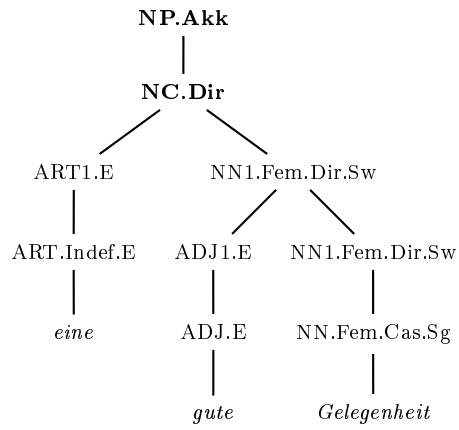 NP.Akk
NC.Dir
ART1.E NN1.Fem.Dir.Sw
ART.Indef.E ADJ1.E NN1.Fem.Dir.Sw
eine ADJ.E NN.Fem.Cas.Sg
gute Gelegenheit